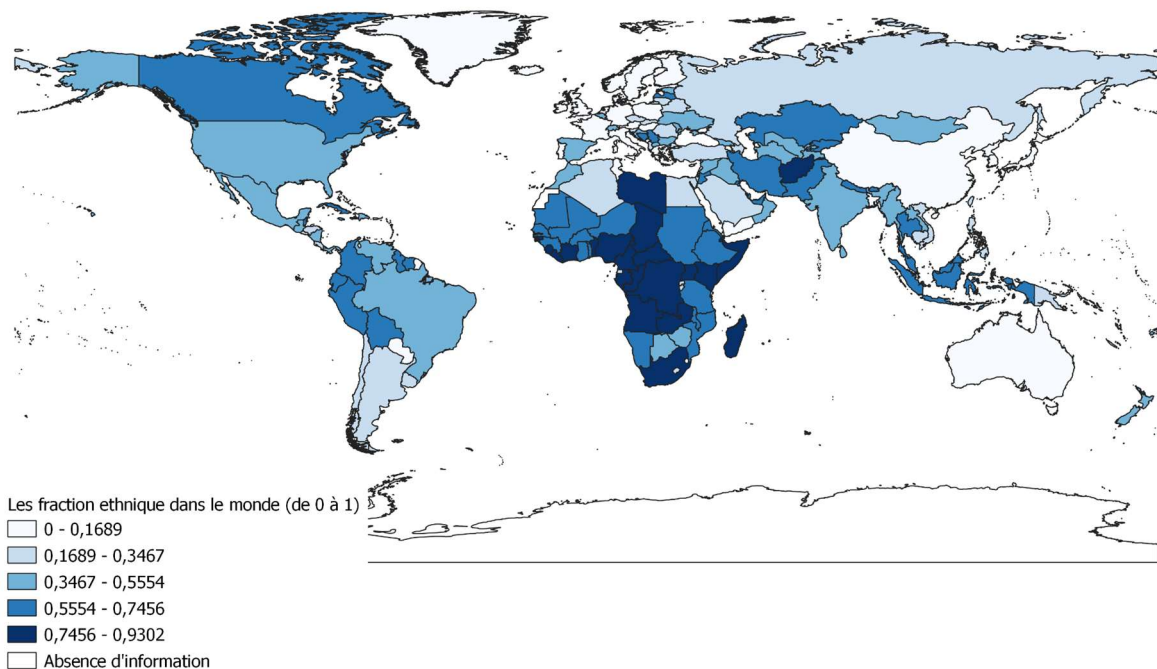 Les fraction ethnique dans le monde (de 0 à 1)
0 - 0,1689
0,1689 - 0,3467
0,3467 - 0,5554
0,5554 - 0,7456
0,7456 - 0,9302
Absence d'information